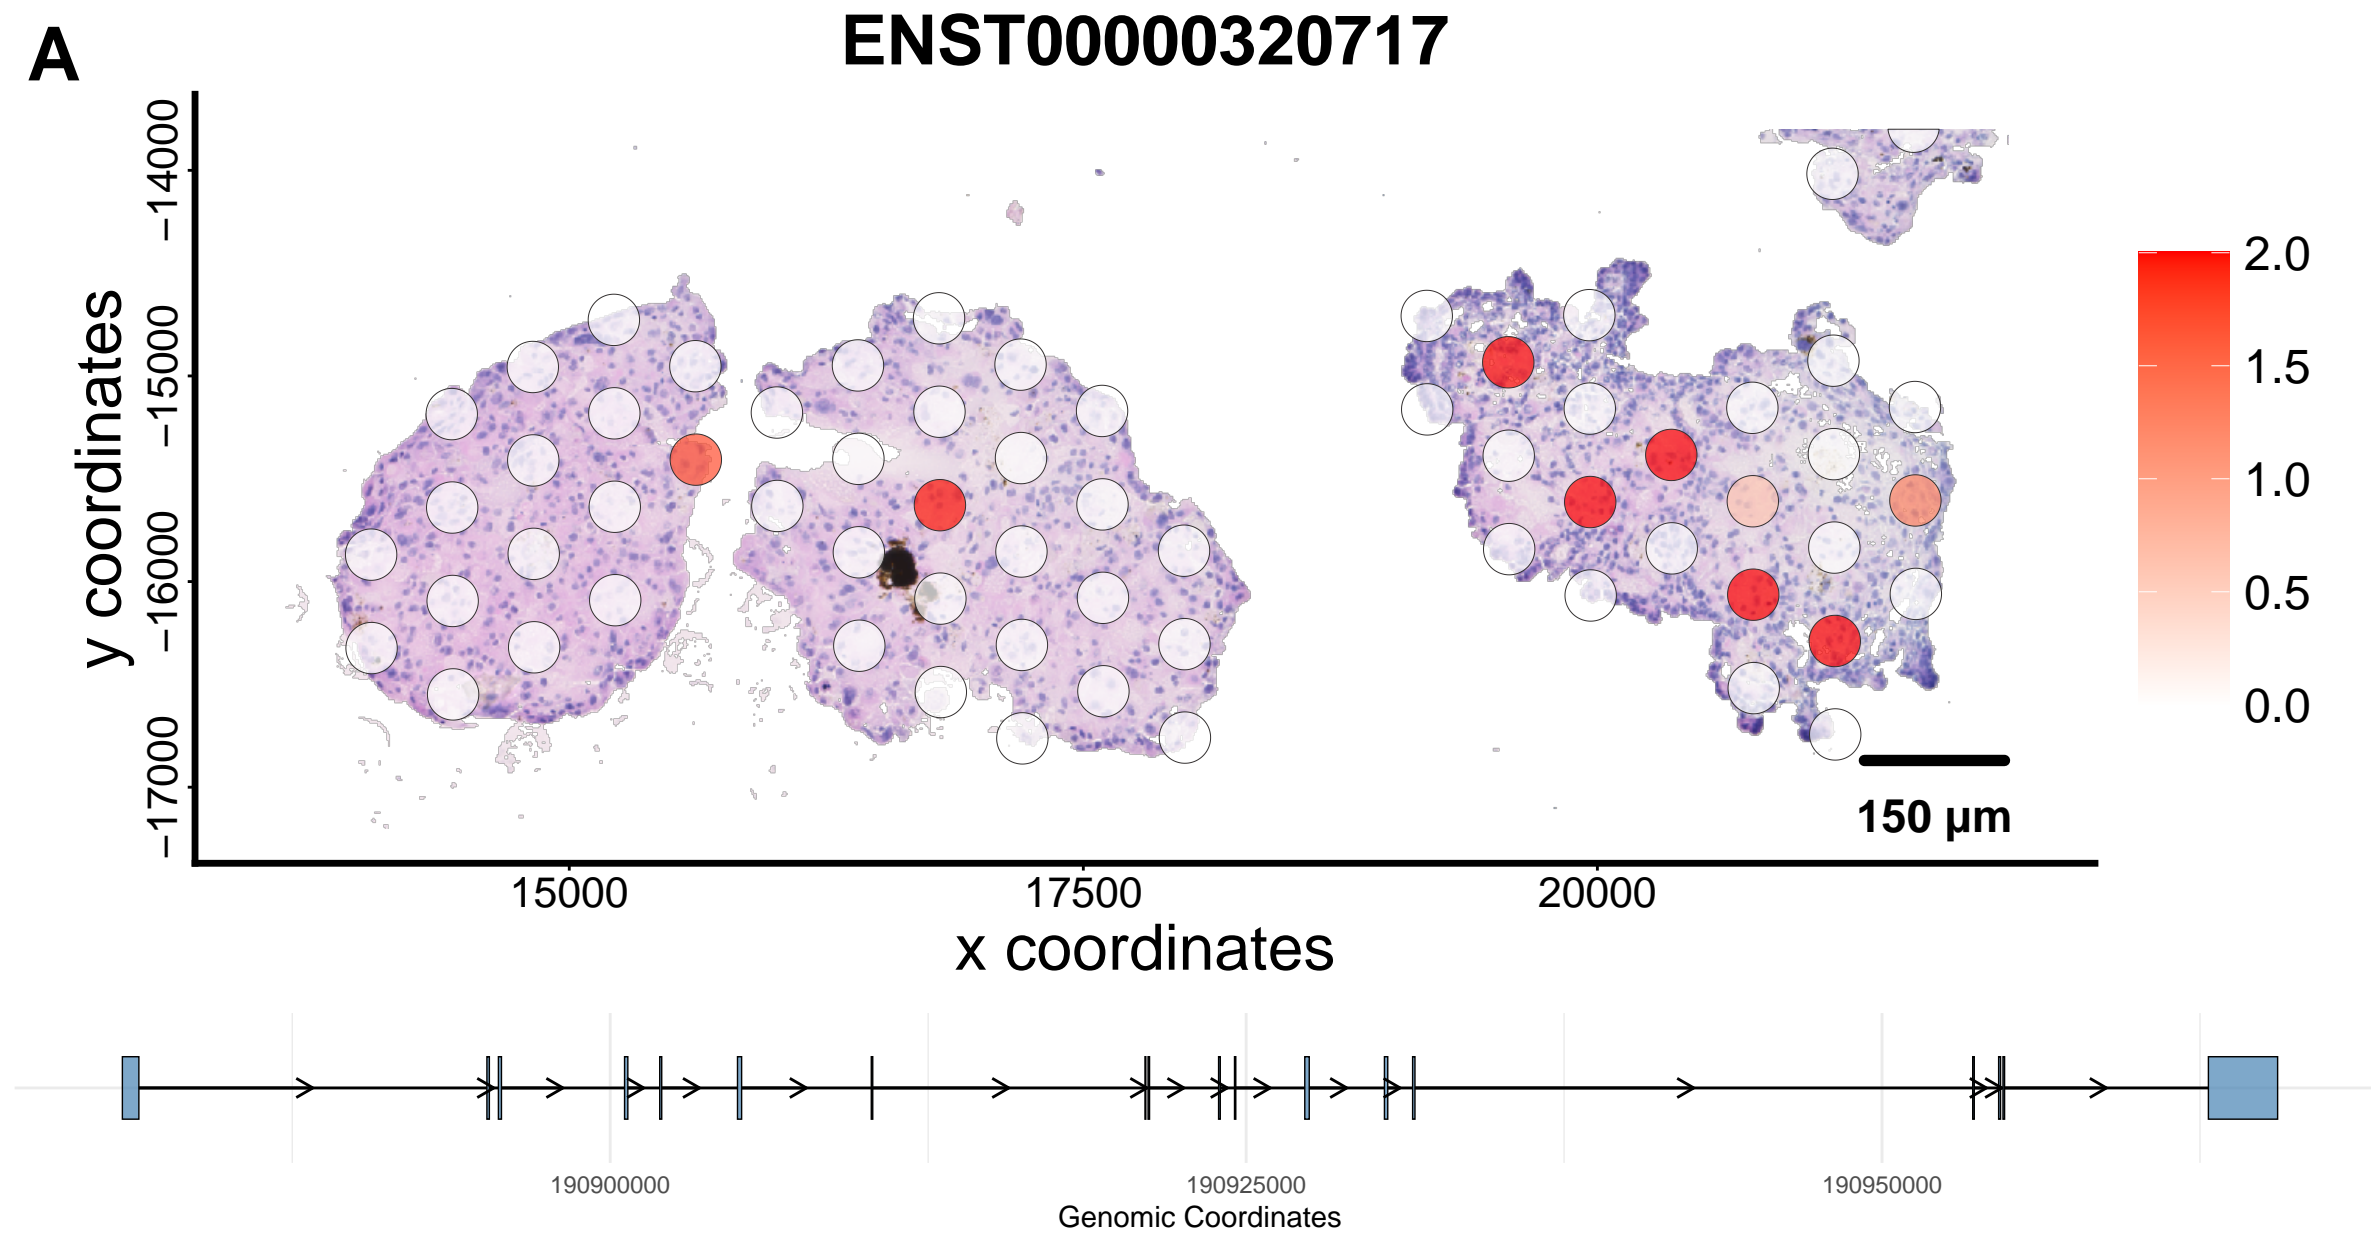 A
ENST00000320717
y coordinates
−14000
−15000
−16000
−17000
15000
17500
20000
x coordinates
150 µm
2.0
1.5
1.0
0.5
0.0
190900000
190925000
190950000
Genomic Coordinates